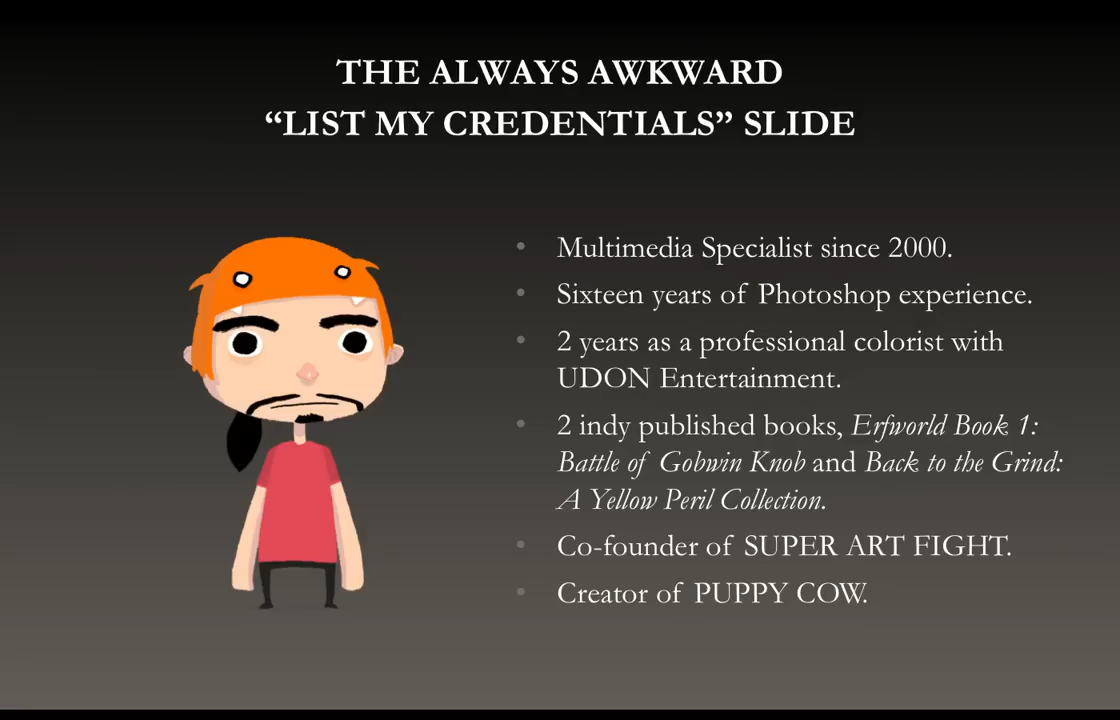 THE ALWAYS AWKWARD
“LIST MY CREDENTIALS” SLIDE
• Multimedia Specialist since 2000.
• Sixteen years of Photoshop experience.
• 2 years as a professional colorist with
UDON Entertainment.
• 2 indy published books, Erfworld Book 1:
Battle of Gobwin Knob and Back to the Grind:
A Yellow Peril Collection.
• Co-founder of SUPER ART FIGHT.
• Creator of PUPPY COW.